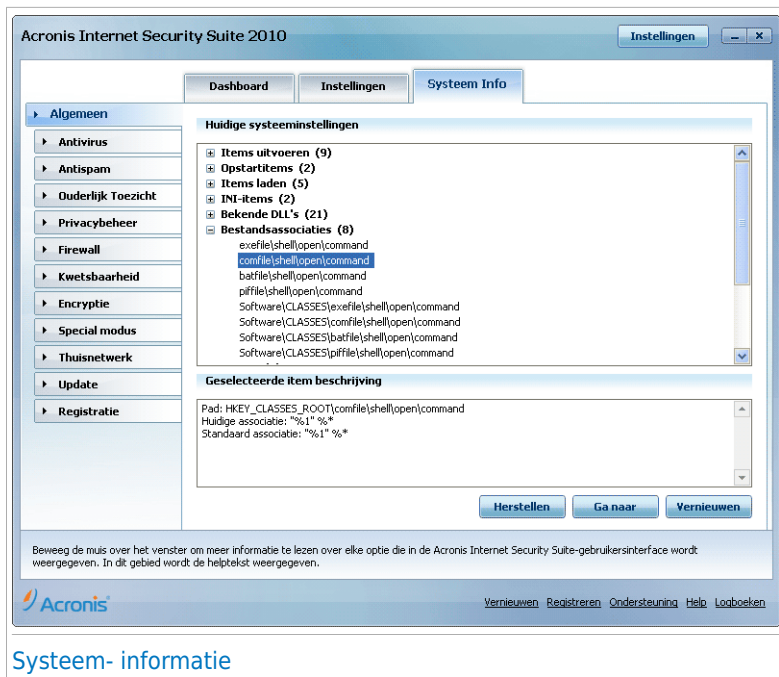 Acronis Internet Security Suite 2010
Instellingen
Dashboard
Instellingen
Systeem Info
Algemeen
Antivirus
Antispam
Ouderlijk Toezicht
Privacybeheer
Firewall
Kwetsbaarheid
Encryptie
Special modus
Thuisnetwerk
Update
Registratie
Huidige systeeminstellingen
Items uitvoeren (9)
Opstartitems (2)
Items laden (5)
INI-items (2)
Bekende DLL's (21)
Bestandsassociaties (8)
exefile\shell\open\command
comfile\shell\open\command
batfile\shell\open\command
piffile\shell\open\command
Software\CLASSES\exefile\shell\open\command
Software\CLASSES\comfile\shell\open\command
Software\CLASSES\batfile\shell\open\command
Software\CLASSES\piffile\shell\open\command
Geselecteerde item beschrijving
Pad: HKEY_CLASSES_ROOT\comfile\shell\open\command
Huidige associatie: "%1" %*
Standaard associatie: "%1" %*
Herstellen
Ga naar
Vernieuwen
Beweeg de muis over het venster om meer informatie te lezen over elke optie die in de Acronis Internet Security Suite-gebruikersinterface wordt
weergegeven. In dit gebied wordt de helptekst weergegeven.
Acronis
Vernieuwen Registreren Ondersteuning Help Logboeken
Systeem- informatie